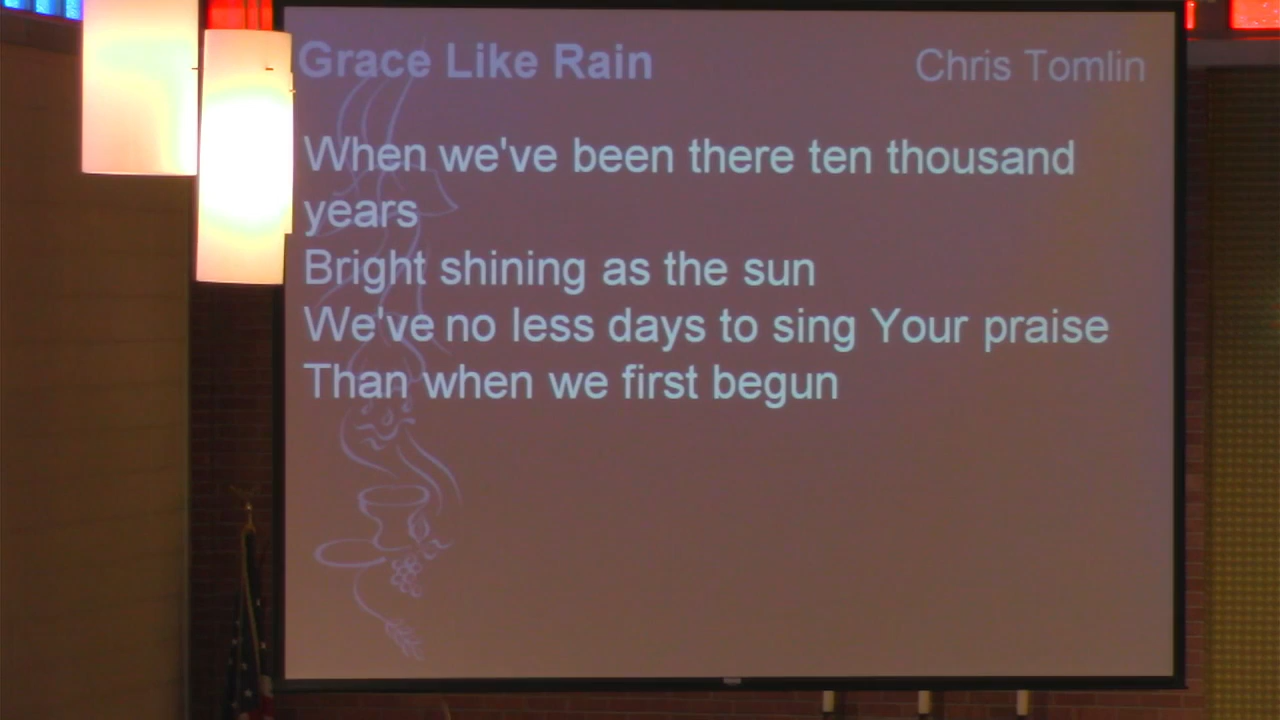 Grace Like Rain Chris Tomlin
When we've been there ten thousand
years
Bright shining as the sun
We've no less days to sing Your praise
Than when we first begun